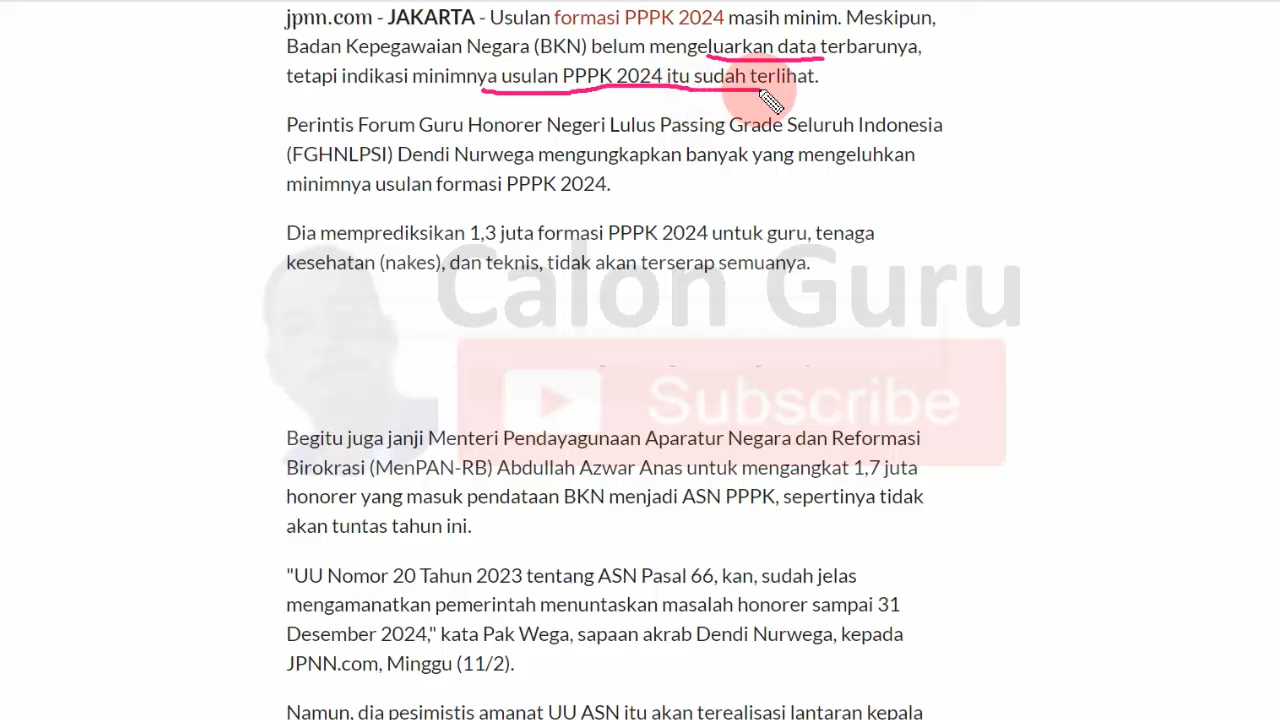 jpnn.com - JAKARTA - Usulan formasi PPPK 2024 masih minim. Meskipun,
Badan Kepegawaian Negara (BKN) belum mengeluarkan data terbarunya,
tetapi indikasi minimnya usulan PPPK 2024 itu sudah terlihat.
Perintis Forum Guru Honorer Negeri Lulus Passing Grade Seluruh Indonesia
(FGHNLPSI) Dendi Nurwega mengungkapkan banyak yang mengeluhkan
minimnya usulan formasi PPPK 2024.
Dia memprediksikan 1,3 juta formasi PPPK 2024 untuk guru, tenaga
kesehatan (nakes), dan teknis, tidak akan terserap semuanya.
Calon Guru
Subscribe
Begitu juga janji Menteri Pendayagunaan Aparatur Negara dan Reformasi
Birokrasi (MenPAN-RB) Abdullah Azwar Anas untuk mengangkat 1,7 juta
honorer yang masuk pendataan BKN menjadi ASN PPPK, sepertinya tidak
akan tuntas tahun ini.
"UU Nomor 20 Tahun 2023 tentang ASN Pasal 66, kan, sudah jelas
mengamanatkan pemerintah menuntaskan masalah honorer sampai 31
Desember 2024," kata Pak Wega, sapaan akrab Dendi Nurwega, kepada
JPNN.com, Minggu (11/2).
Namun, dia pesimistis amanat UU ASN itu akan terealisasi lantaran kepala